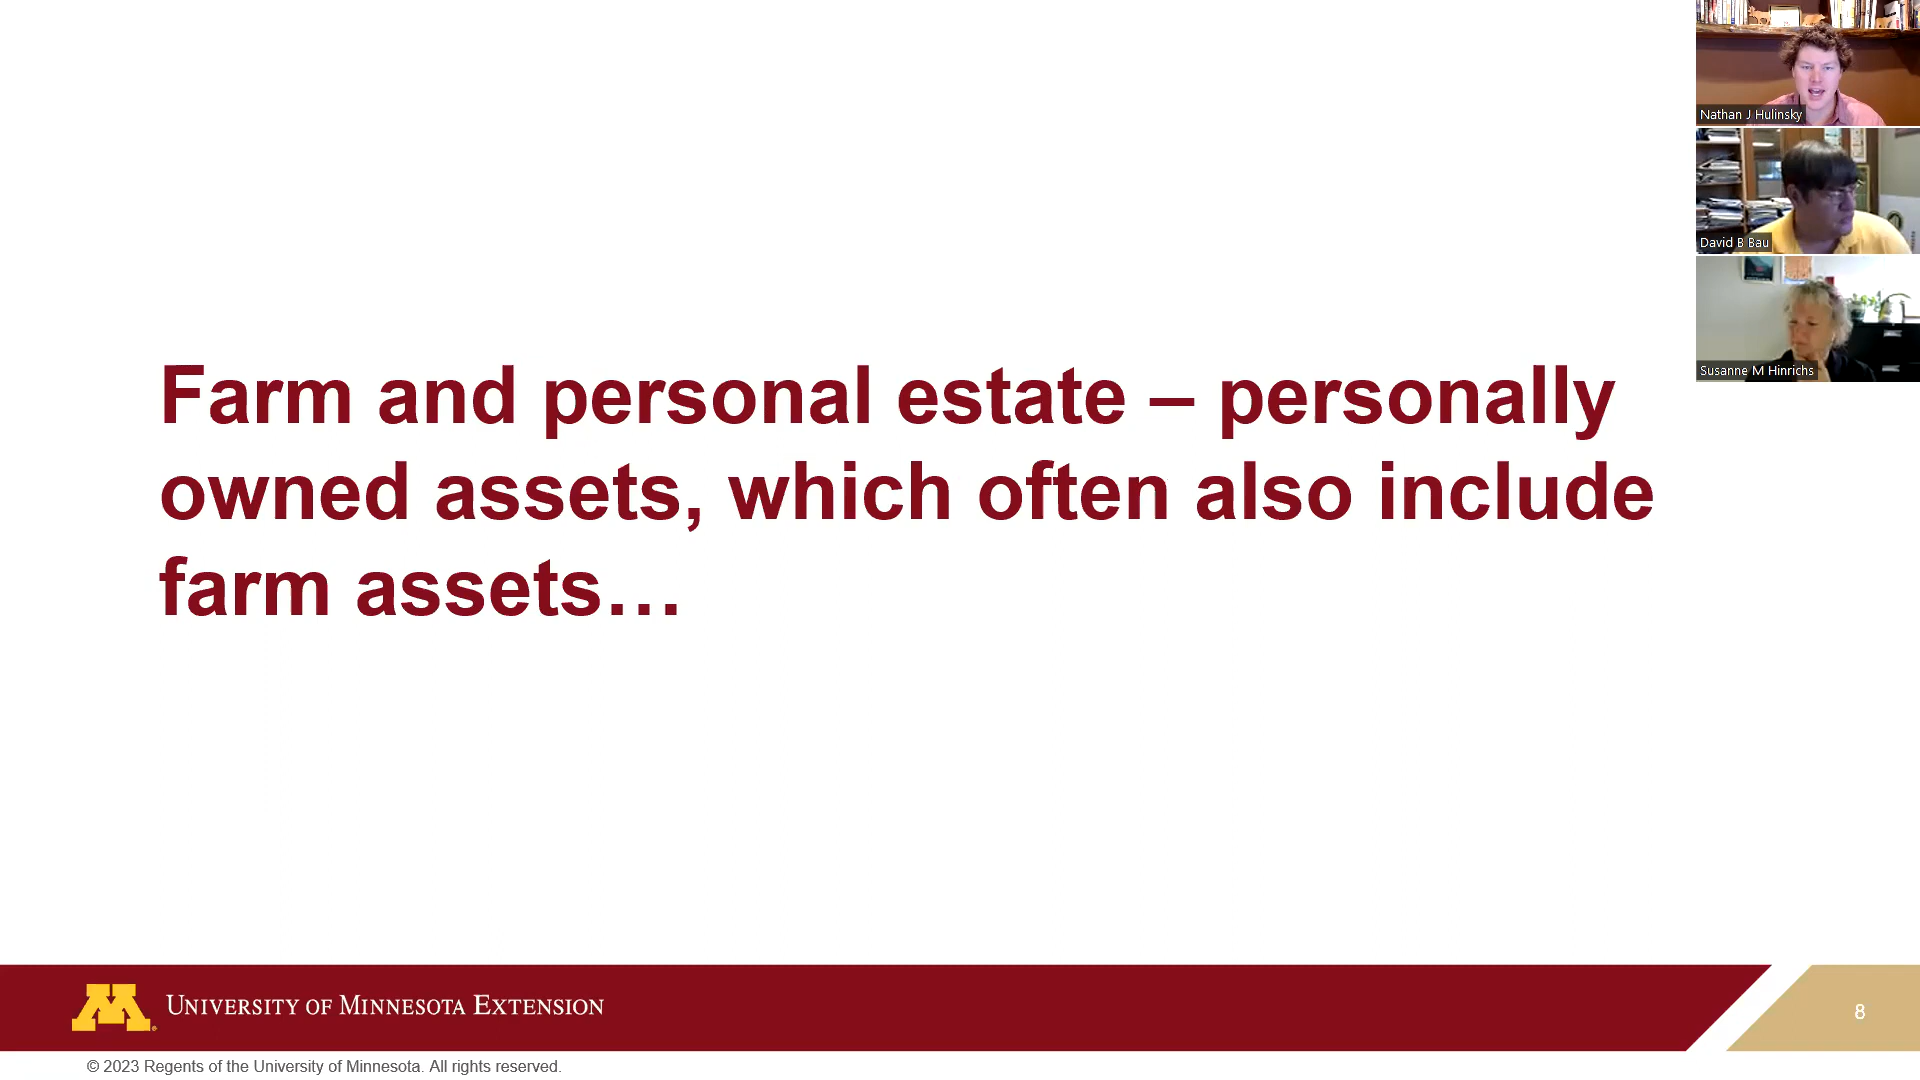 Nathan J Hulinsky
David B Bau
Susanne M Hinrichs
Farm and personal estate – personally
owned assets, which often also include
farm assets…
M
University of Minnesota Extension
8
© 2023 Regents of the University of Minnesota. All rights reserved.